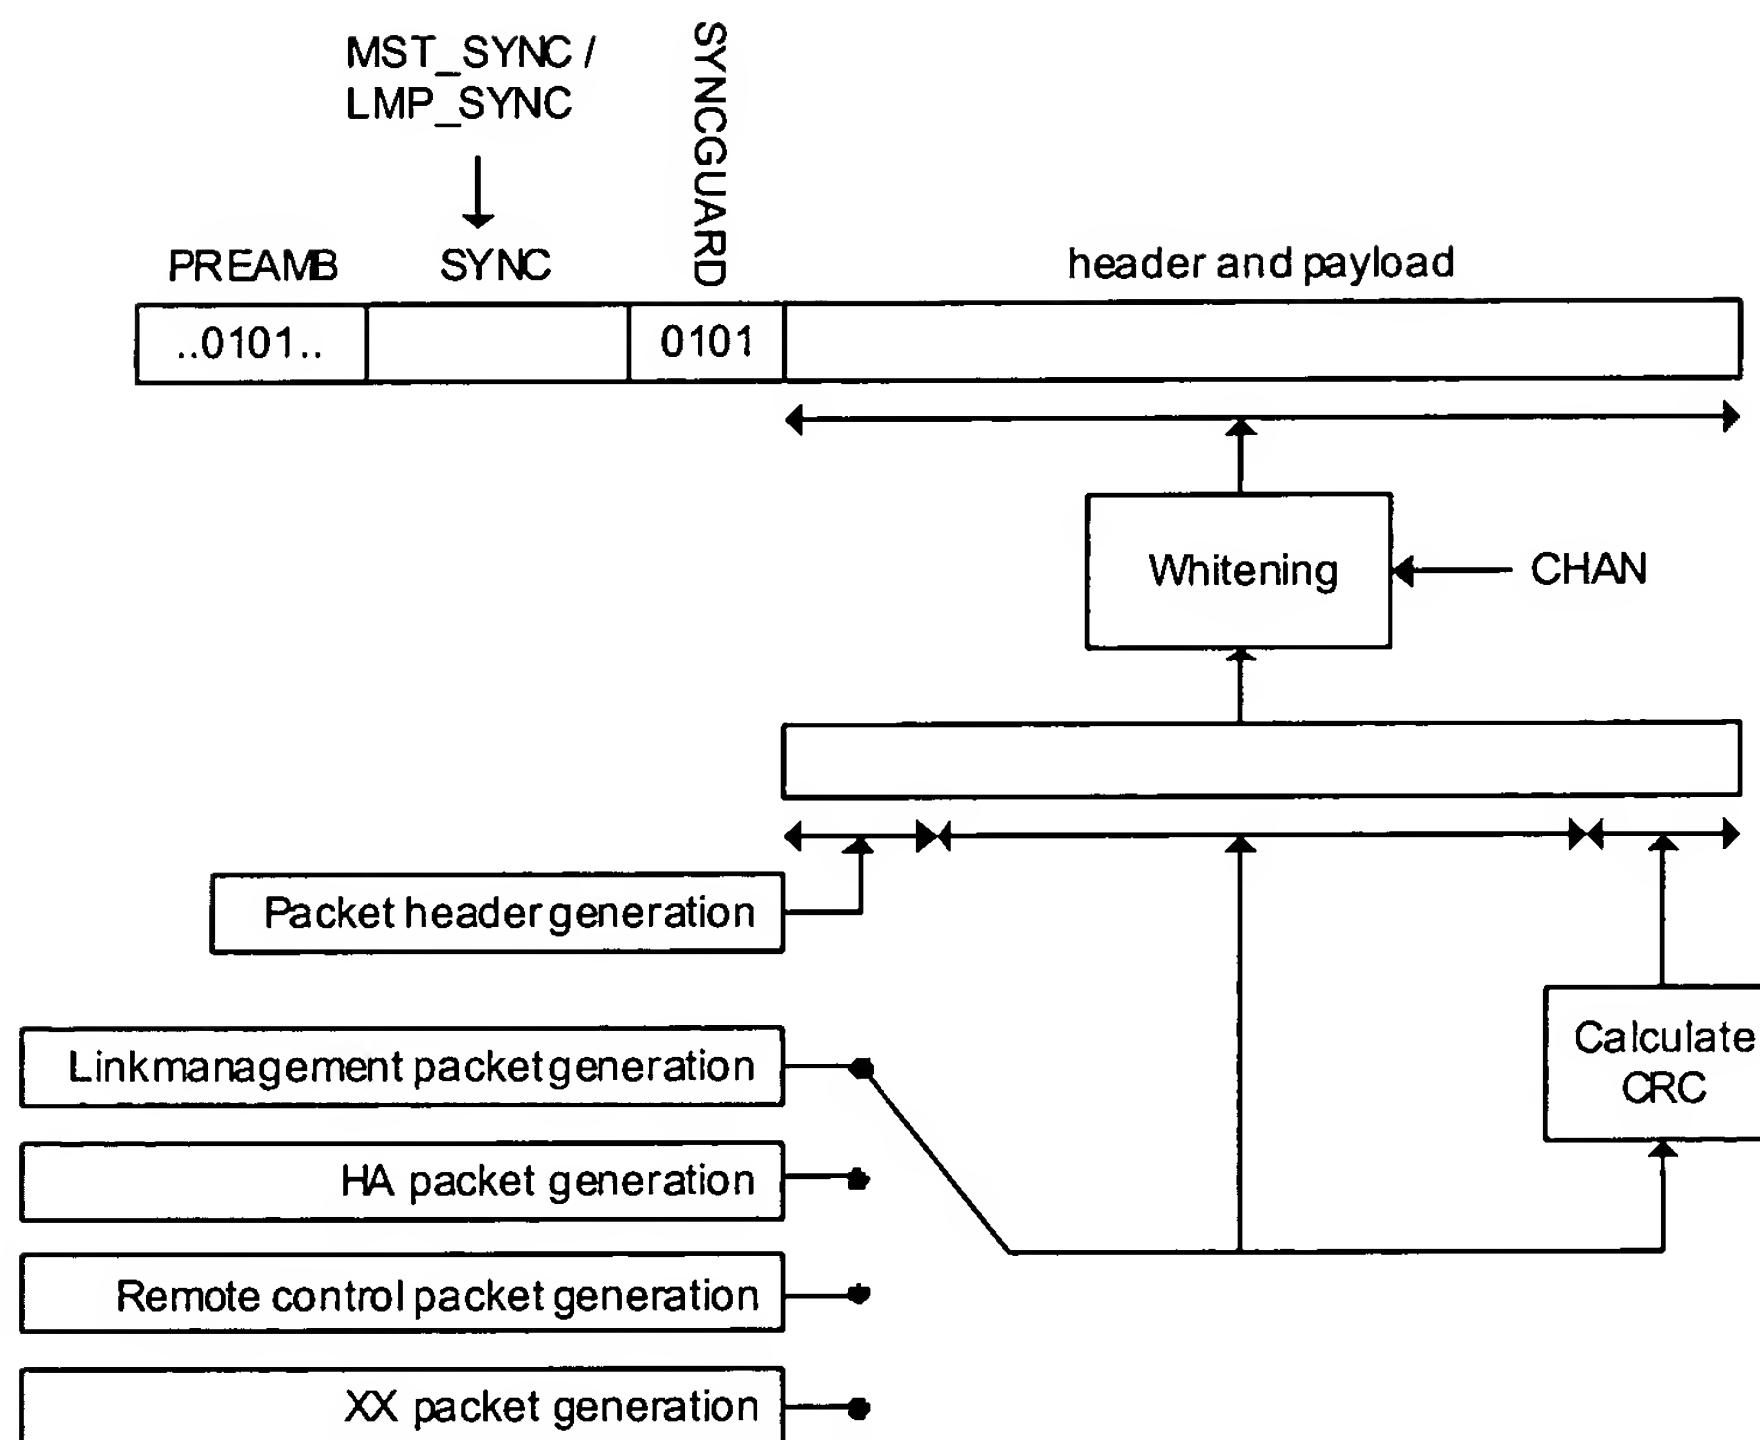 MST_SYNC /
LMP_SYNC
SYNCGUARD
PREAMB
SYNC
header and payload
..0101..
0101
Whitening
CHAN
Packet header generation
Link management packet generation
Calculate
CRC
HA packet generation
Remote control packet generation
XX packet generation